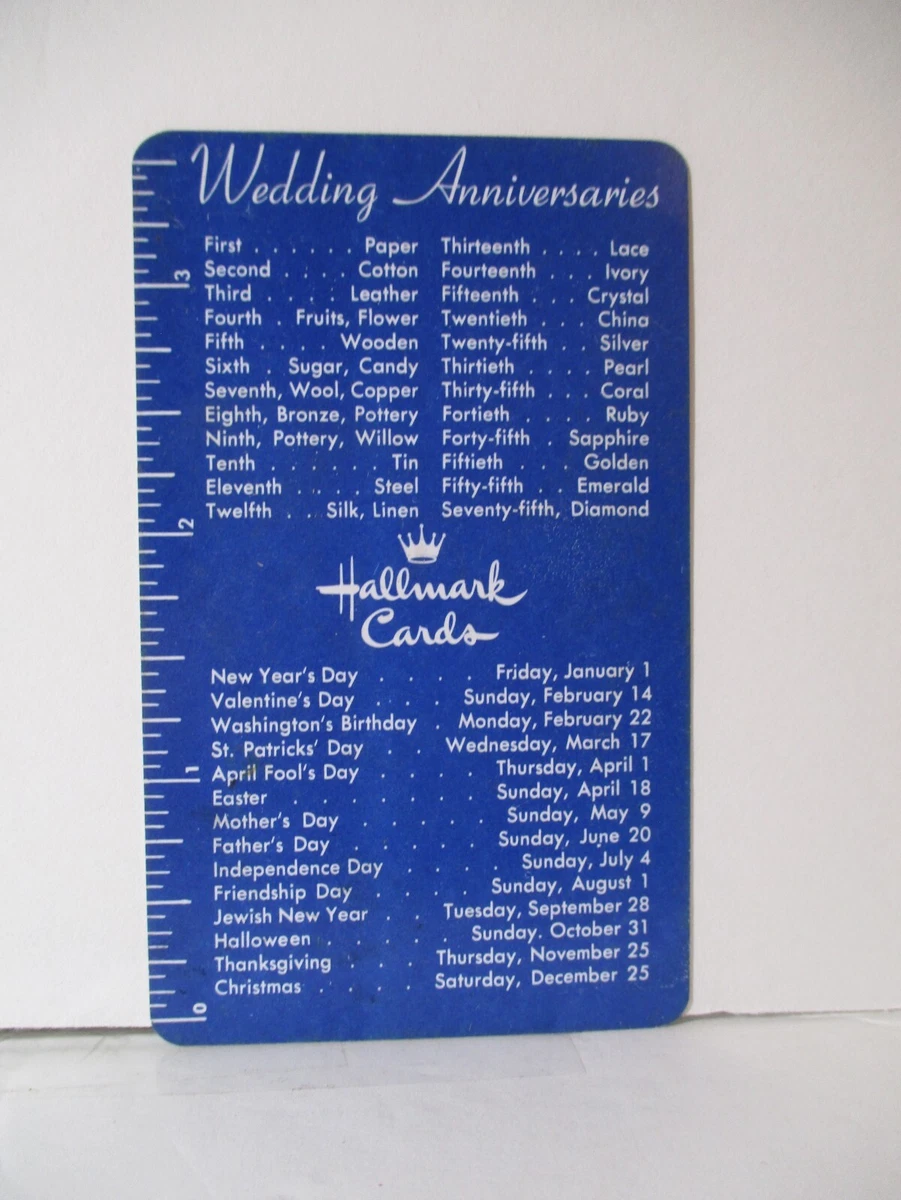 Wedding Anniversaries
First . . . . . . Paper
Second . . . . Cotton
Third . . . . Leather
Fourth . Fruits, Flower
Fifth . . . . Wooden
Sixth . Sugar, Candy
Seventh, Wool, Copper
Eighth, Bronze, Pottery
Ninth, Pottery, Willow
Tenth . . . . . . Tin
Eleventh . . . . Steel
Twelfth . . Silk, Linen
Thirteenth . . . . Lace
Fourteenth . . . Ivory
Fifteenth . . . Crystal
Twentieth . . . China
Twenty-fifth . . Silver
Thirtieth . . . . Pearl
Thirty-fifth . . . Coral
Fortieth . . . Ruby
Forty-fifth . Sapphire
Fiftieth . . . Golden
Fifty-fifth . . Emerald
Seventy-fifth, Diamond
Hallmark
Cards
New Year's Day . . . . Friday, January 1
Valentine's Day . . . Sunday, February 14
Washington's Birthday . Monday, February 22
St. Patricks' Day . . Wednesday, March 17
April Fool's Day . . . . Thursday, April 1
Easter . . . . . . . Sunday, April 18
Mother's Day . . . . . Sunday, May 9
Father's Day . . . . . Sunday, June 20
Independence Day . . . . Sunday, July 4
Friendship Day . . . . Sunday, August 1
Jewish New Year . . Tuesday, September 28
Halloween . . . . . Sunday. October 31
Thanksgiving . . . Thursday, November 25
Christmas . . . . Saturday, December 25
3
2
1
0